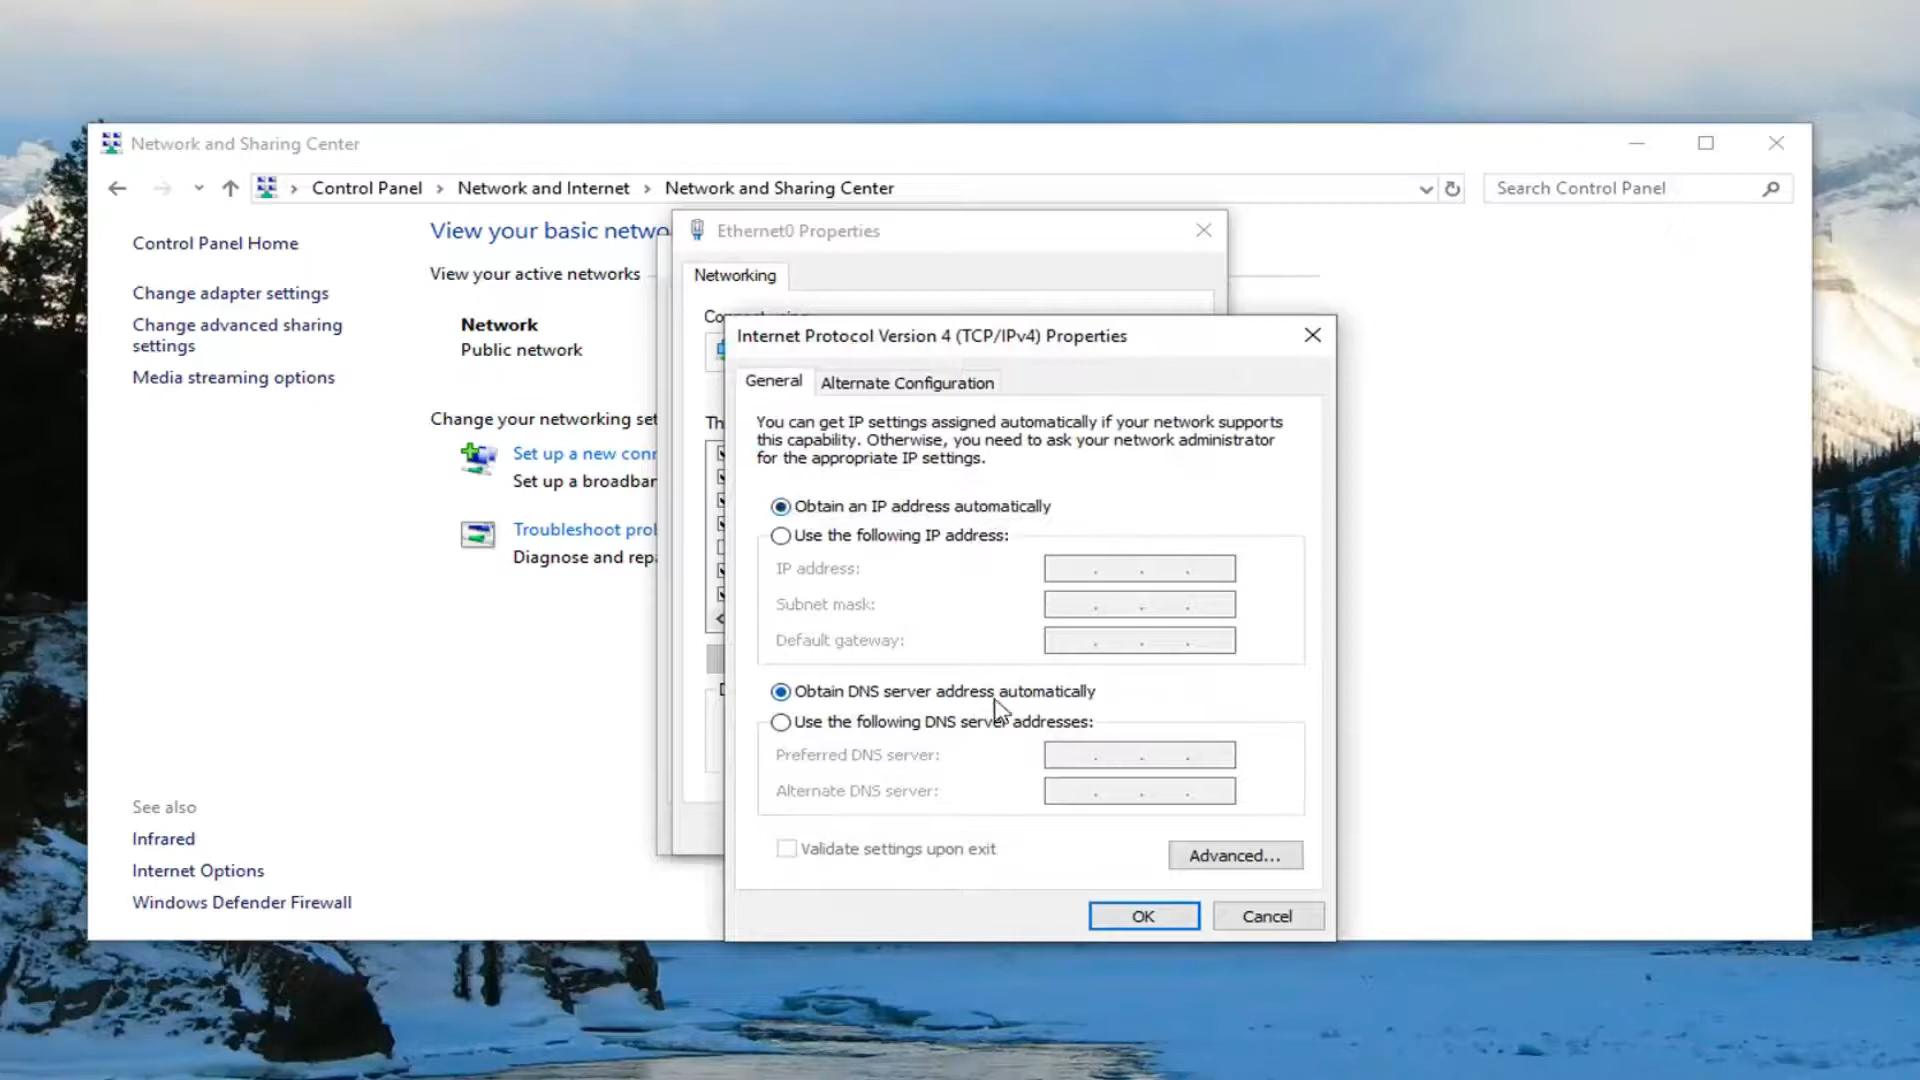 Network and Sharing Center
Control Panel
Network and Internet
Network and Sharing Center
Search Control Panel
Control Panel Home
Change adapter settings
Change advanced sharing
settings
Media streaming options
See also
Infrared
Internet Options
Windows Defender Firewall
View your basic netwo
View your active networks
Network
Public network
Change your networking set
Set up a new conn
Set up a broadban
Troubleshoot prob
Diagnose and repa
Ethernet0 Properties
Networking
Internet Protocol Version 4 (TCP/IPv4) Properties
General
Alternate Configuration
You can get IP settings assigned automatically if your network supports
this capability. Otherwise, you need to ask your network administrator
for the appropriate IP settings.
Obtain an IP address automatically
Use the following IP address:
IP address:
Subnet mask:
Default gateway:
Obtain DNS server address automatically
Use the following DNS server addresses:
Preferred DNS server:
Alternate DNS server:
Validate settings upon exit
Advanced...
OK
Cancel